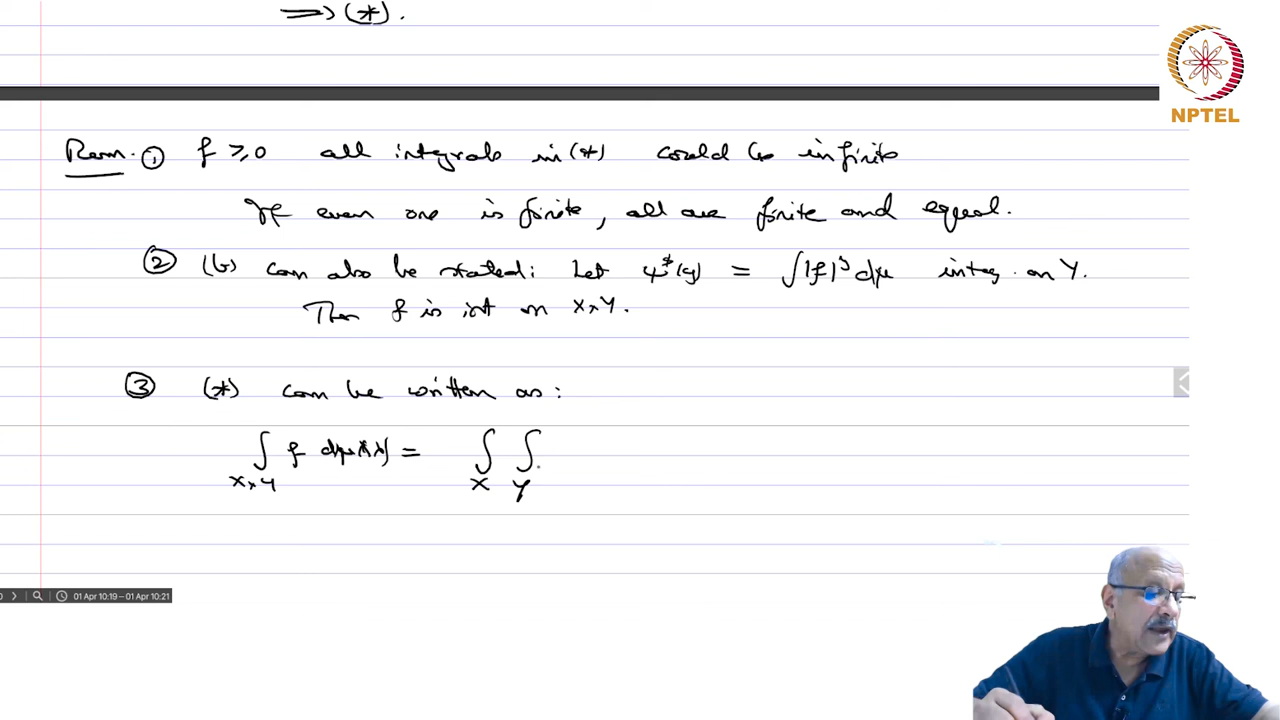 ⟹ (*).
NPTEL
Rem. ① f ≥ 0 all integrals in (*) could be infinite
If even one is finite, all are finite and equal.
② (b) can also be stated: Let ψ*(y) = ∫|f|^y dμ integ. on Y.
Then f is int on X×Y.
③ (*) can be written as:
∫_{X×Y} f d(μ×λ) = ∫_X ∫_Y
01 Apr 10:19 – 01 Apr 10:21